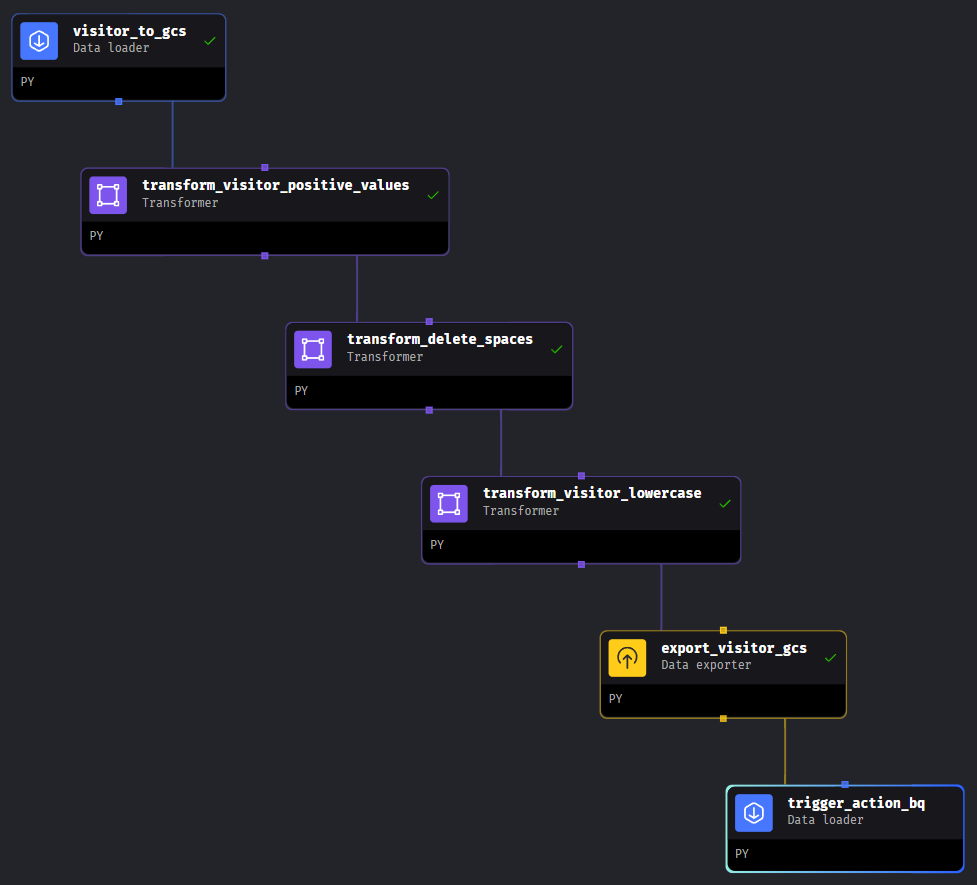 visitor_to_gcs
Data loader
PY
transform_visitor_positive_values
Transformer
PY
transform_delete_spaces
Transformer
PY
transform_visitor_lowercase
Transformer
PY
export_visitor_gcs
Data exporter
PY
trigger_action_bq
Data loader
PY